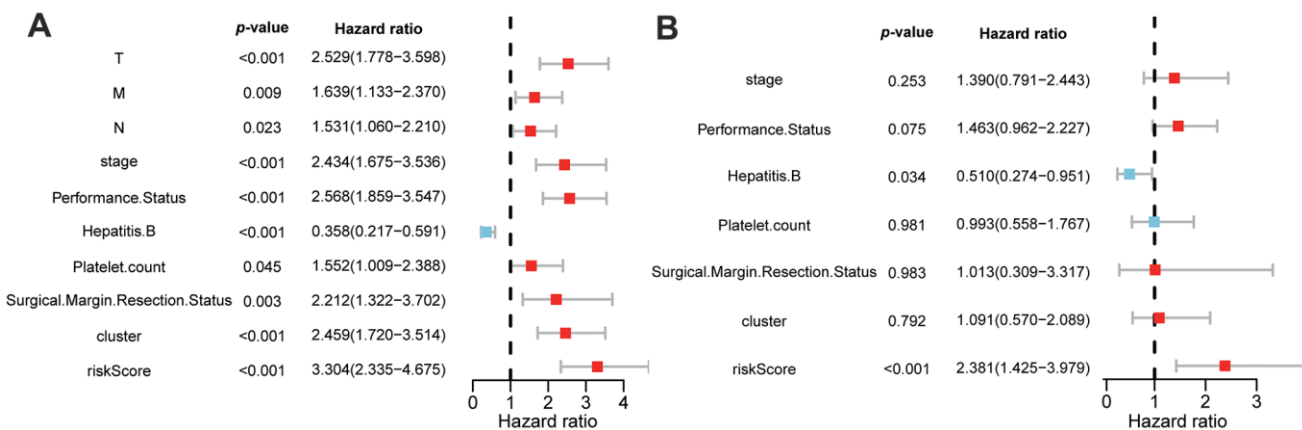 A
p-value Hazard ratio
T <0.001 2.529(1.778−3.598)
M 0.009 1.639(1.133−2.370)
N 0.023 1.531(1.060−2.210)
stage <0.001 2.434(1.675−3.536)
Performance.Status <0.001 2.568(1.859−3.547)
Hepatitis.B <0.001 0.358(0.217−0.591)
Platelet.count 0.045 1.552(1.009−2.388)
Surgical.Margin.Resection.Status 0.003 2.212(1.322−3.702)
cluster <0.001 2.459(1.720−3.514)
riskScore <0.001 3.304(2.335−4.675)
0 1 2 3 4
Hazard ratio
B
p-value Hazard ratio
stage 0.253 1.390(0.791−2.443)
Performance.Status 0.075 1.463(0.962−2.227)
Hepatitis.B 0.034 0.510(0.274−0.951)
Platelet.count 0.981 0.993(0.558−1.767)
Surgical.Margin.Resection.Status 0.983 1.013(0.309−3.317)
cluster 0.792 1.091(0.570−2.089)
riskScore <0.001 2.381(1.425−3.979)
0 1 2 3
Hazard ratio